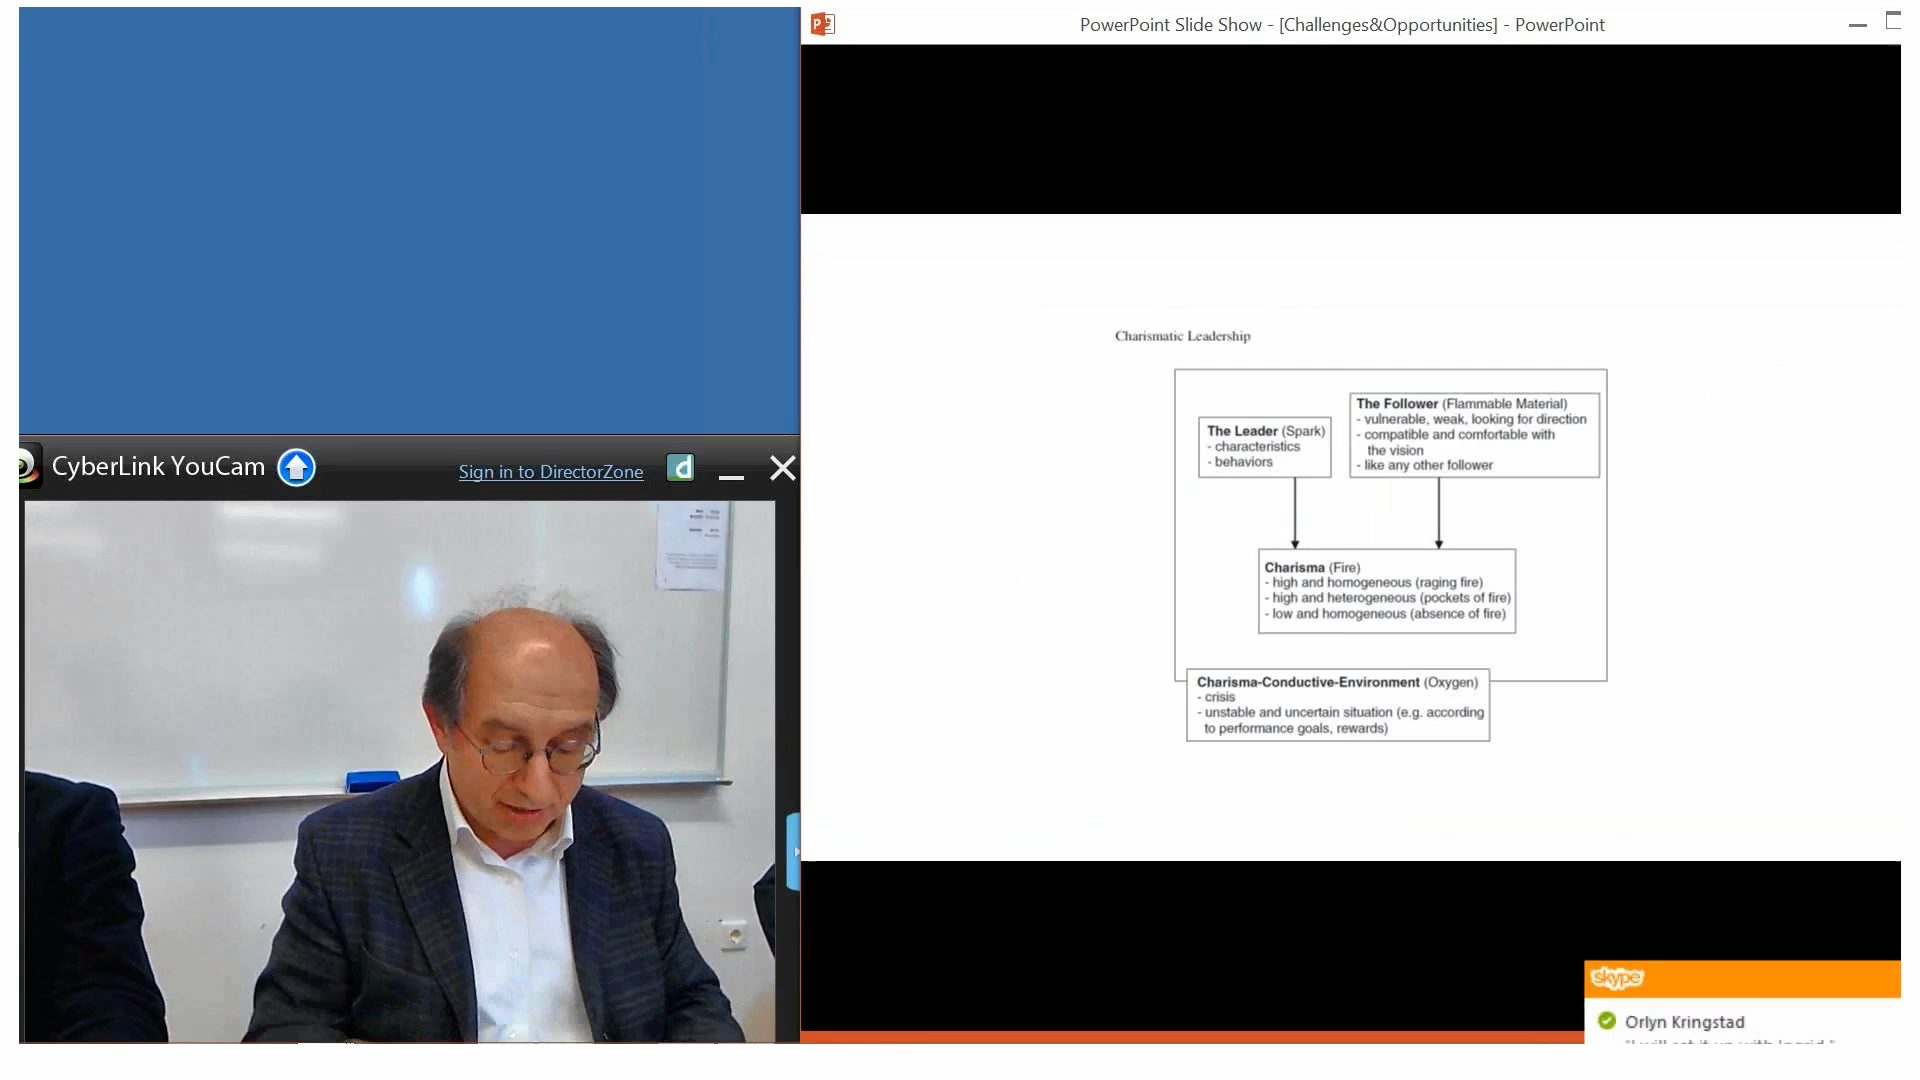 PowerPoint Slide Show - [Challenges&Opportunities] - PowerPoint
Charismatic Leadership
The Leader (Spark)
- characteristics
- behaviors
The Follower (Flammable Material)
- vulnerable, weak, looking for direction
- compatible and comfortable with
the vision
- like any other follower
Charisma (Fire)
- high and homogeneous (raging fire)
- high and heterogeneous (pockets of fire)
- low and homogeneous (absence of fire)
Charisma-Conductive-Environment (Oxygen)
- crisis
- unstable and uncertain situation (e.g. according
to performance goals, rewards)
CyberLink YouCam
Sign in to DirectorZone
d
skype
Orlyn Kringstad